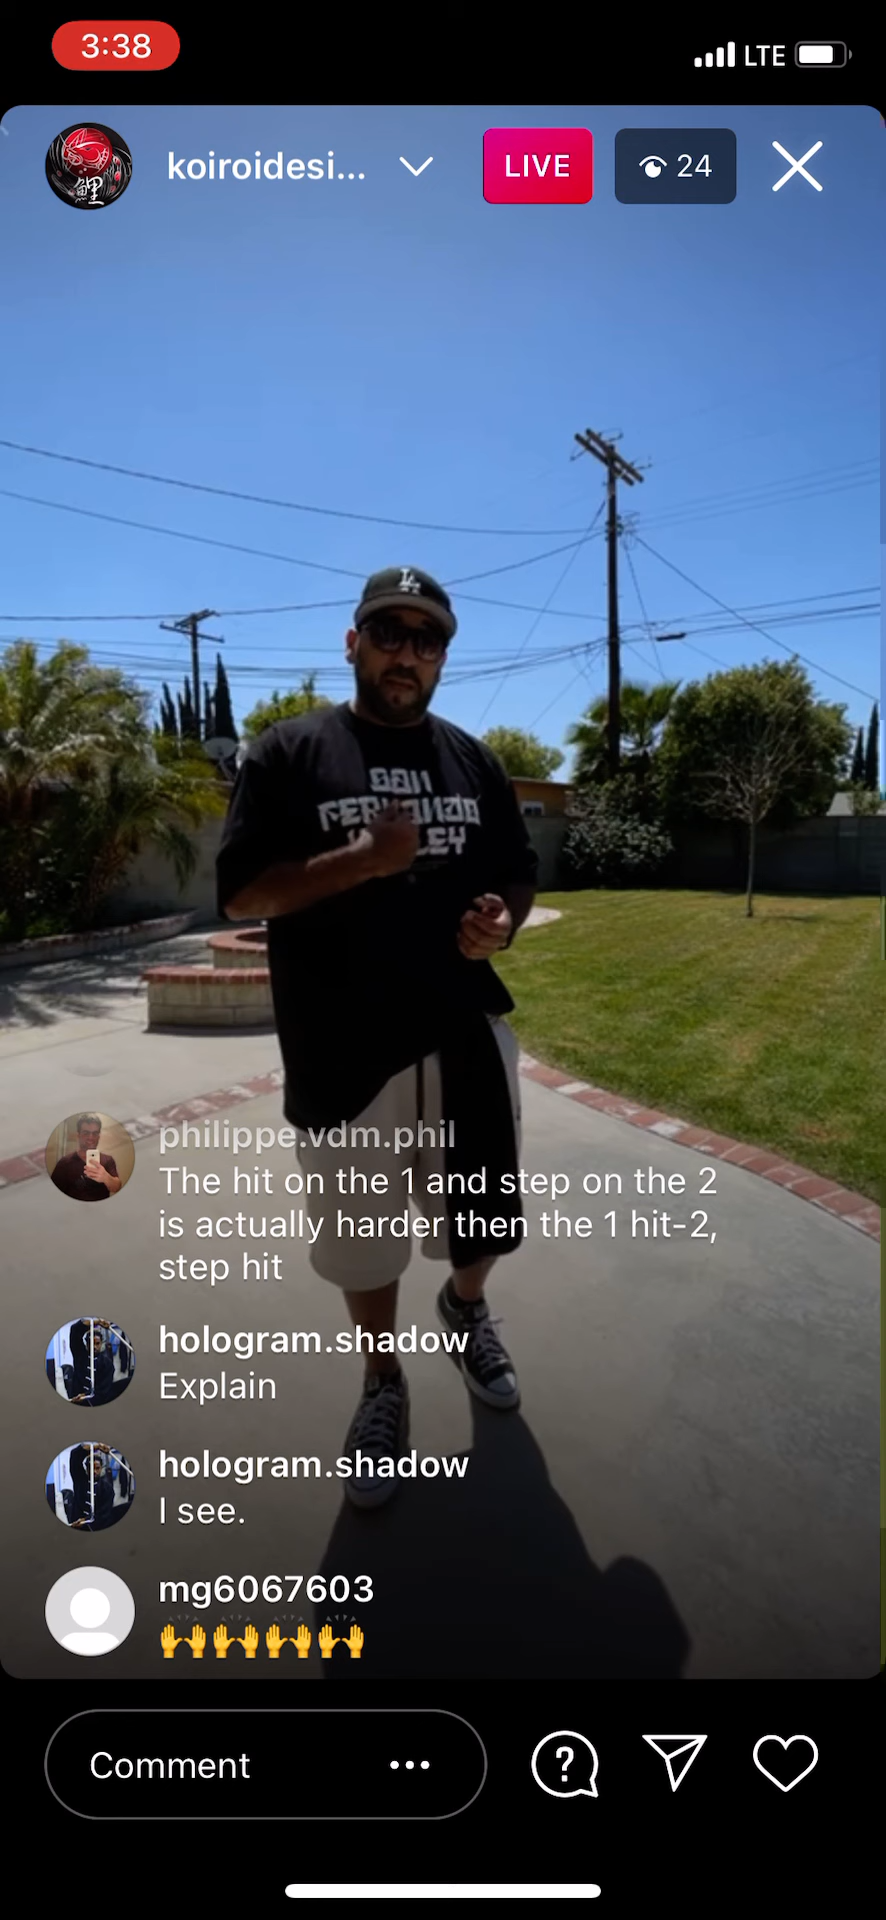 3:38
LTE
koiroidesi...
LIVE
24
鯉
LA
SAN
FERNANDO
philippe.vdm.phil
The hit on the 1 and step on the 2
is actually harder then the 1 hit-2,
step hit
hologram.shadow
Explain
hologram.shadow
I see.
mg6067603
🙌🙌🙌🙌
Comment